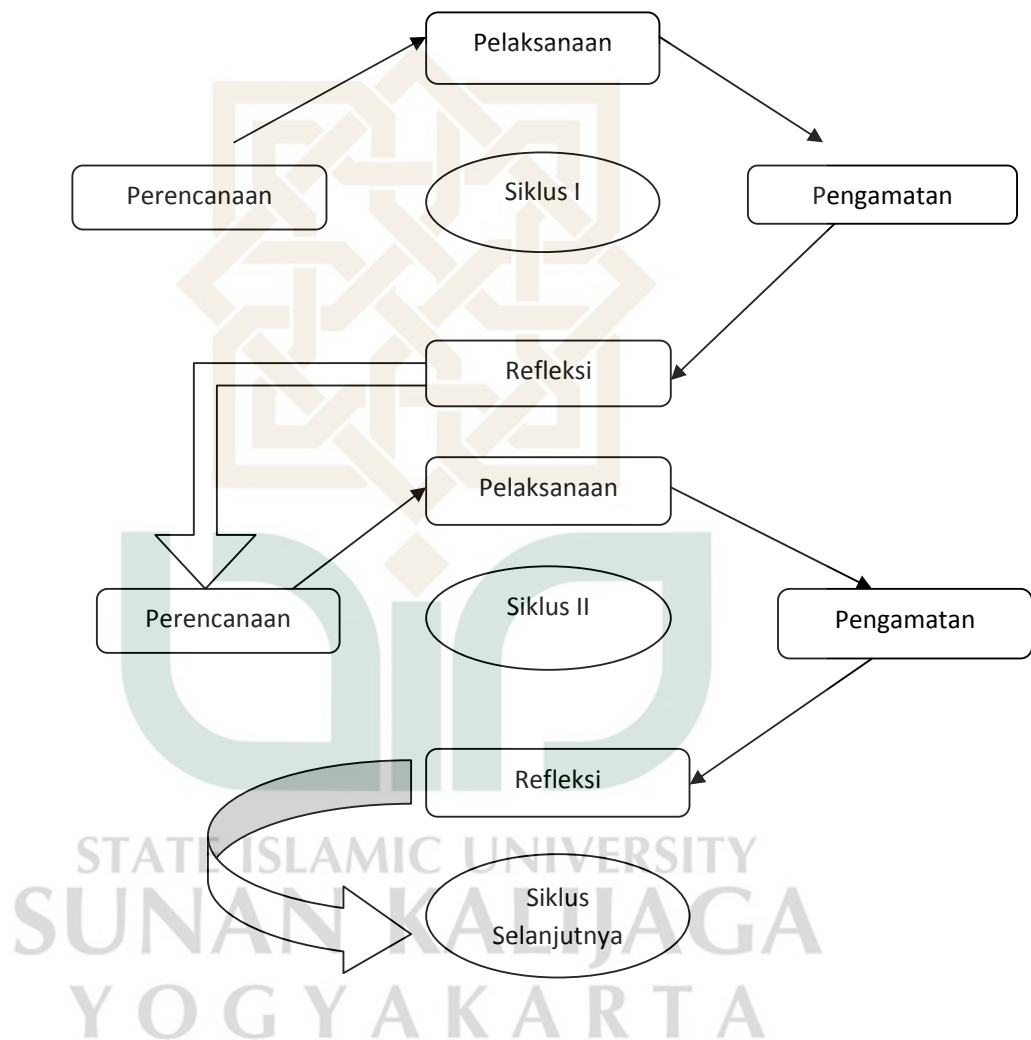 Pelaksanaan
Perencanaan
Siklus I
Pengamatan
Refleksi
Pelaksanaan
Perencanaan
Siklus II
Pengamatan
Refleksi
Siklus
Selanjutnya
STATE ISLAMIC UNIVERSITY
SUNAN KALIJAGA
YOGYAKARTA